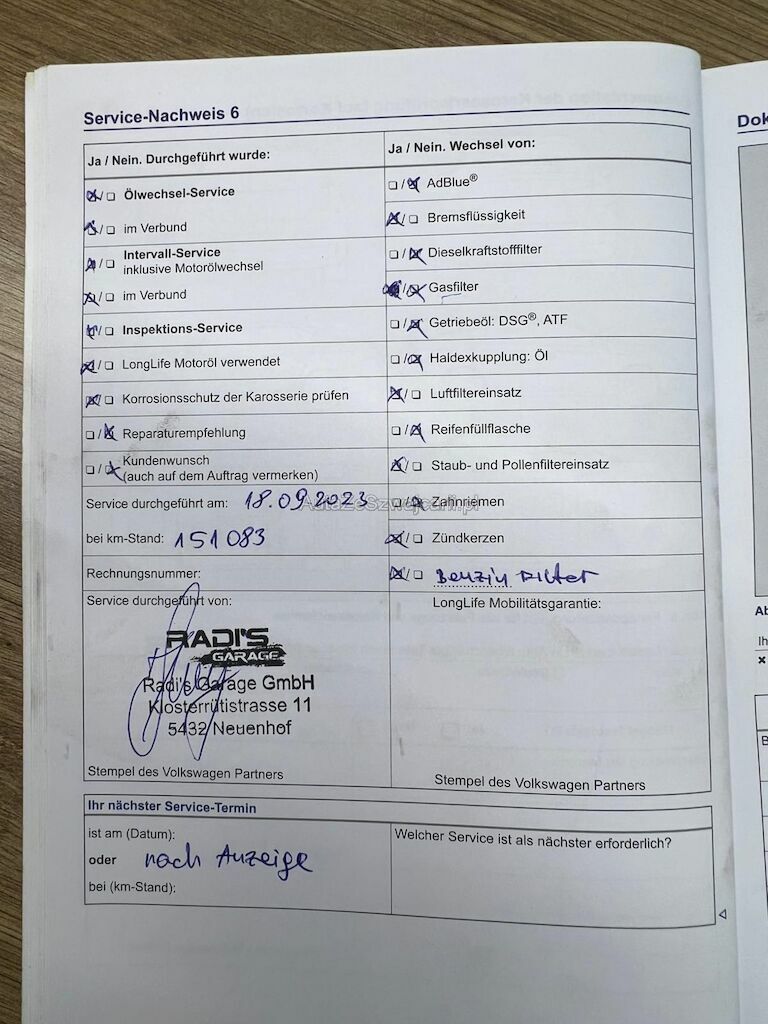 Service-Nachweis 6
Ja / Nein. Durchgeführt wurde:
Ölwechsel-Service
im Verbund
Intervall-Service
inklusive Motorölwechsel
im Verbund
Inspektions-Service
LongLife Motoröl verwendet
Korrosionsschutz der Karosserie prüfen
Reparaturempfehlung
Kundenwunsch
(auch auf dem Auftrag vermerken)
Service durchgeführt am: 18.09.2023
bei km-Stand: 151083
Rechnungsnummer:
Service durchgeführt von:
RADI'S
GARAGE
Radi's Garage GmbH
Klosterrütistrasse 11
5432 Neuenhof
Stempel des Volkswagen Partners
Ja / Nein. Wechsel von:
AdBlue®
Bremsflüssigkeit
Dieselkraftstofffilter
Gasfilter
Getriebeöl: DSG®, ATF
Haldexkupplung: Öl
Luftfiltereinsatz
Reifenfüllflasche
Staub- und Pollenfiltereinsatz
Zahnriemen
Zündkerzen
Benzin Filter
LongLife Mobilitätsgarantie:
Stempel des Volkswagen Partners
AutaZeSzwajcarii.pl
Ihr nächster Service-Termin
ist am (Datum):
oder nach Anzeige
bei (km-Stand):
Welcher Service ist als nächster erforderlich?
Dok
Ab
Ih
B